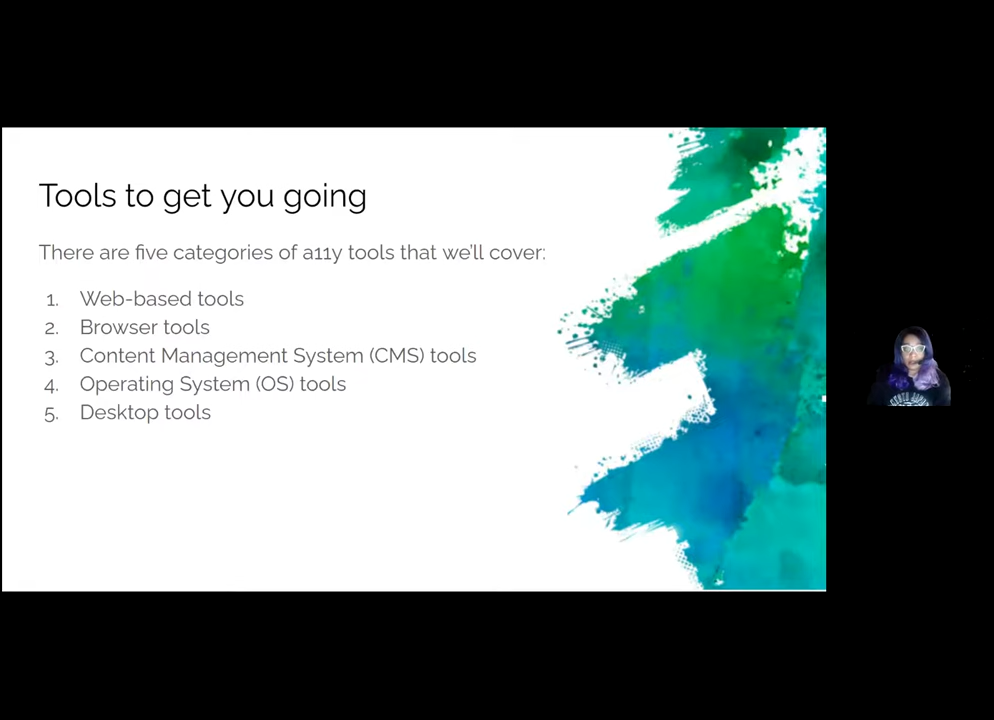 Tools to get you going
There are five categories of a11y tools that we'll cover:
1. Web-based tools
2. Browser tools
3. Content Management System (CMS) tools
4. Operating System (OS) tools
5. Desktop tools